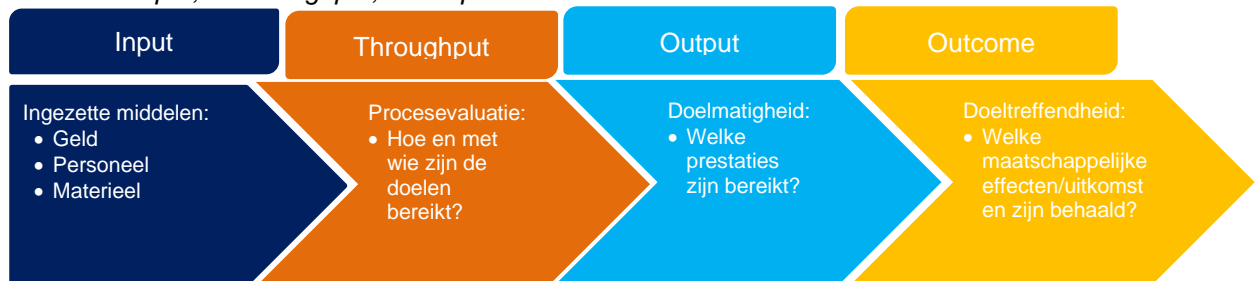 Input
Throughput
Output
Outcome
Ingezette middelen:
• Geld
• Personeel
• Materieel
Procesevaluatie:
• Hoe en met
wie zijn de
doelen
bereikt?
Doelmatigheid:
• Welke
prestaties
zijn bereikt?
Doeltreffendheid:
• Welke
maatschappelijke
effecten/uitkomst
en zijn behaald?